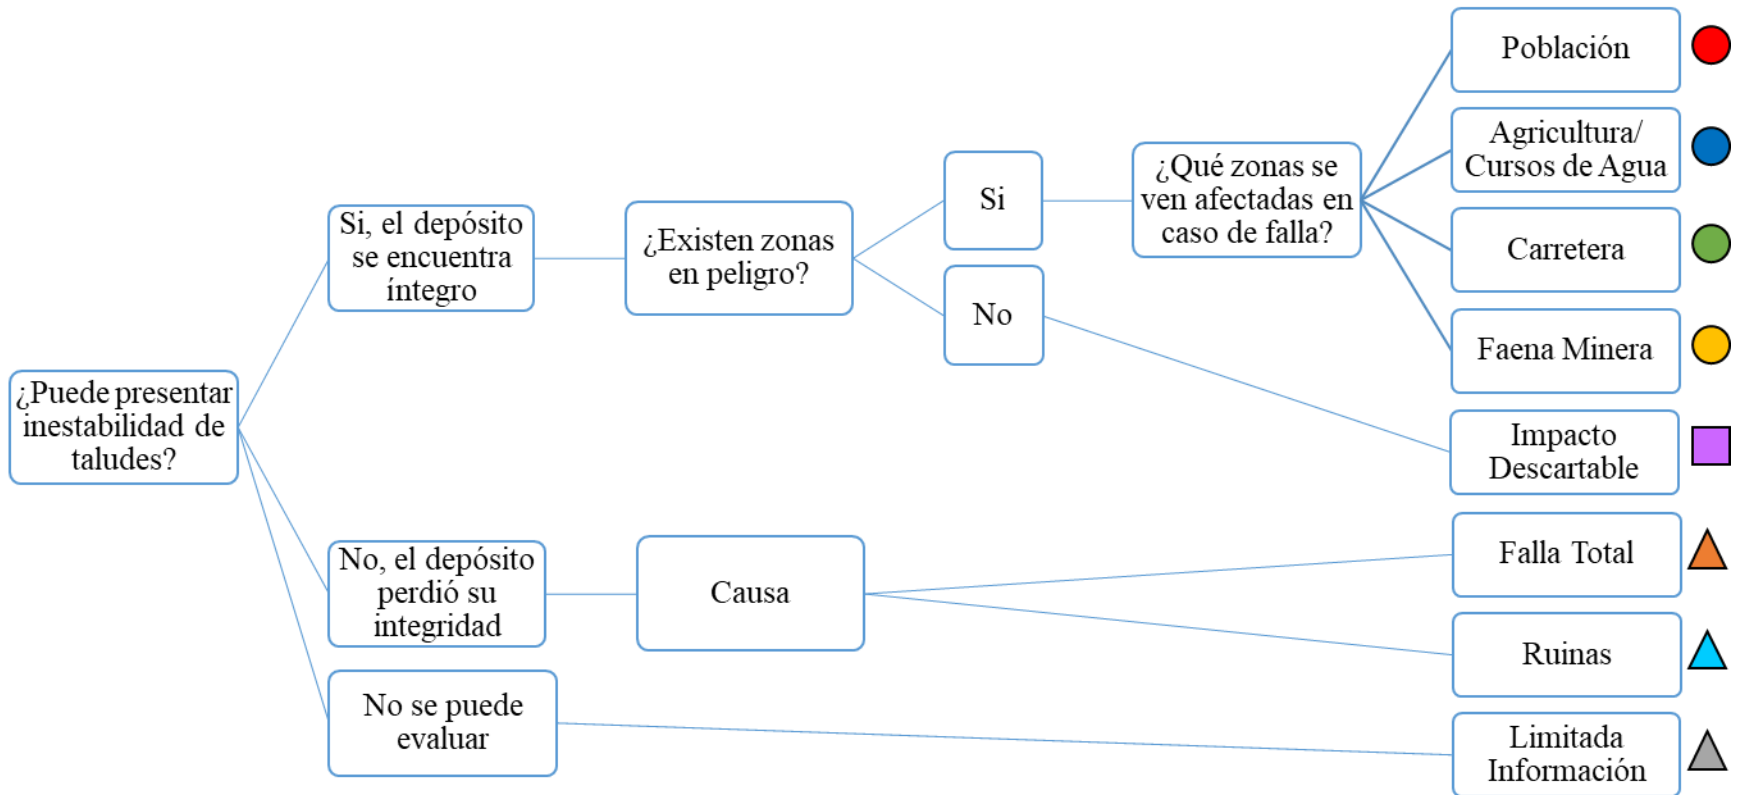 ¿Puede presentar
inestabilidad de
taludes?
Si, el depósito
se encuentra
íntegro
¿Existen zonas
en peligro?
Si
No
¿Qué zonas se
ven afectadas en
caso de falla?
Población
Agricultura/
Cursos de Agua
Carretera
Faena Minera
Impacto
Descartable
No, el depósito
perdió su
integridad
Causa
Falla Total
Ruinas
No se puede
evaluar
Limitada
Información